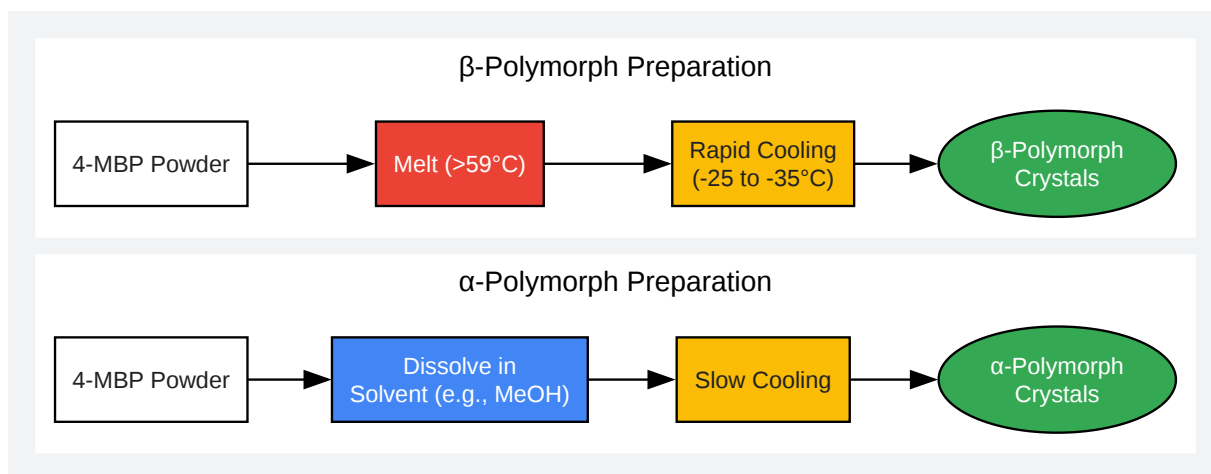 β-Polymorph Preparation
4-MBP Powder
Melt (>59°C)
Rapid Cooling
(-25 to -35°C)
β-Polymorph
Crystals
α-Polymorph Preparation
4-MBP Powder
Dissolve in
Solvent (e.g., MeOH)
Slow Cooling
α-Polymorph
Crystals